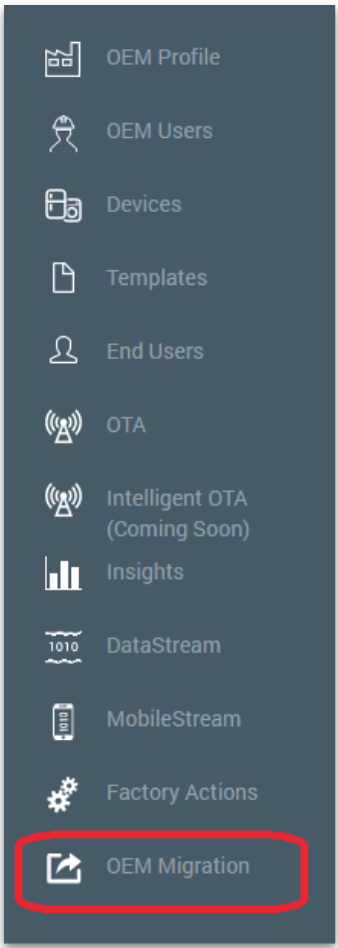 OEM Profile
OEM Users
Devices
Templates
End Users
OTA
Intelligent OTA
(Coming Soon)
Insights
1010
DataStream
MobileStream
Factory Actions
OEM Migration